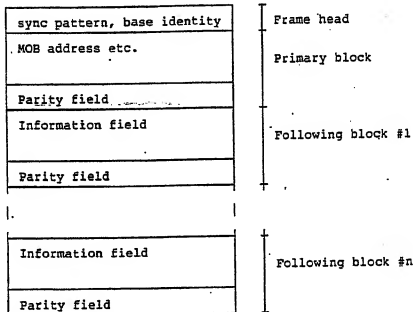 sync pattern, base identity
Frame head
MOB address etc.
Primary block
Parity field
Information field
Following block #1
Parity field
Information field
Following block #n
Parity field